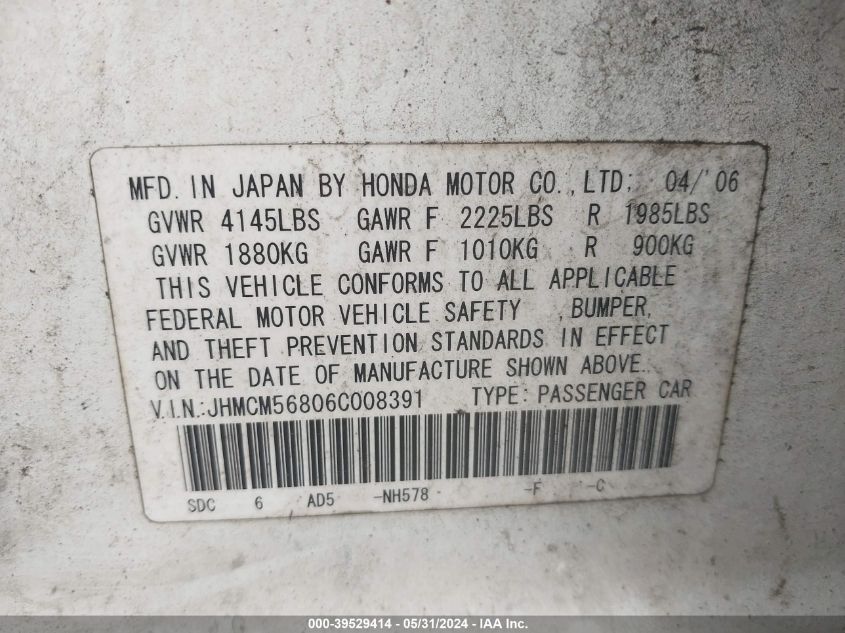 MFD. IN JAPAN BY HONDA MOTOR CO., LTD; 04/'06
GVWR 4145LBS GAWR F 2225LBS R 1985LBS
GVWR 1880KG GAWR F 1010KG R 900KG
THIS VEHICLE CONFORMS TO ALL APPLICABLE
FEDERAL MOTOR VEHICLE SAFETY ,BUMPER,
AND THEFT PREVENTION STANDARDS IN EFFECT
ON THE DATE OF MANUFACTURE SHOWN ABOVE.
V.I.N.:JHMCM56806C008391 TYPE: PASSENGER CAR
SDC 6 AD5 -NH578 -F -C
000-39529414 - 05/31/2024 - IAA Inc.